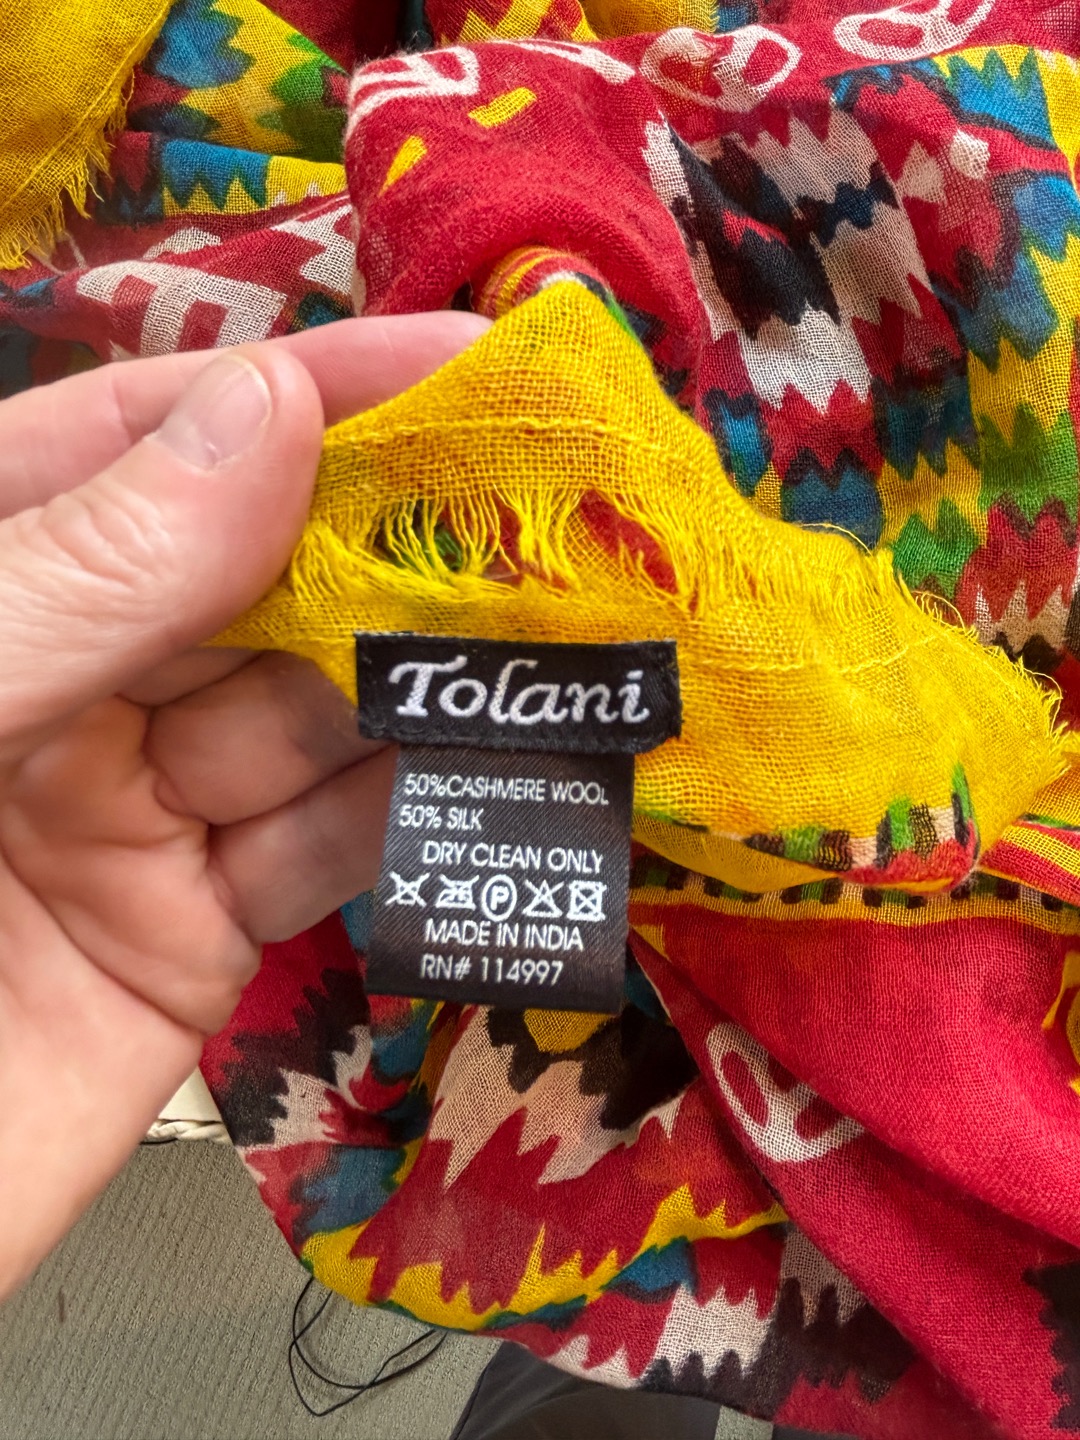 Tolani
50%CASHMERE WOOL
50% SILK
DRY CLEAN ONLY
P
MADE IN INDIA
RN# 114997